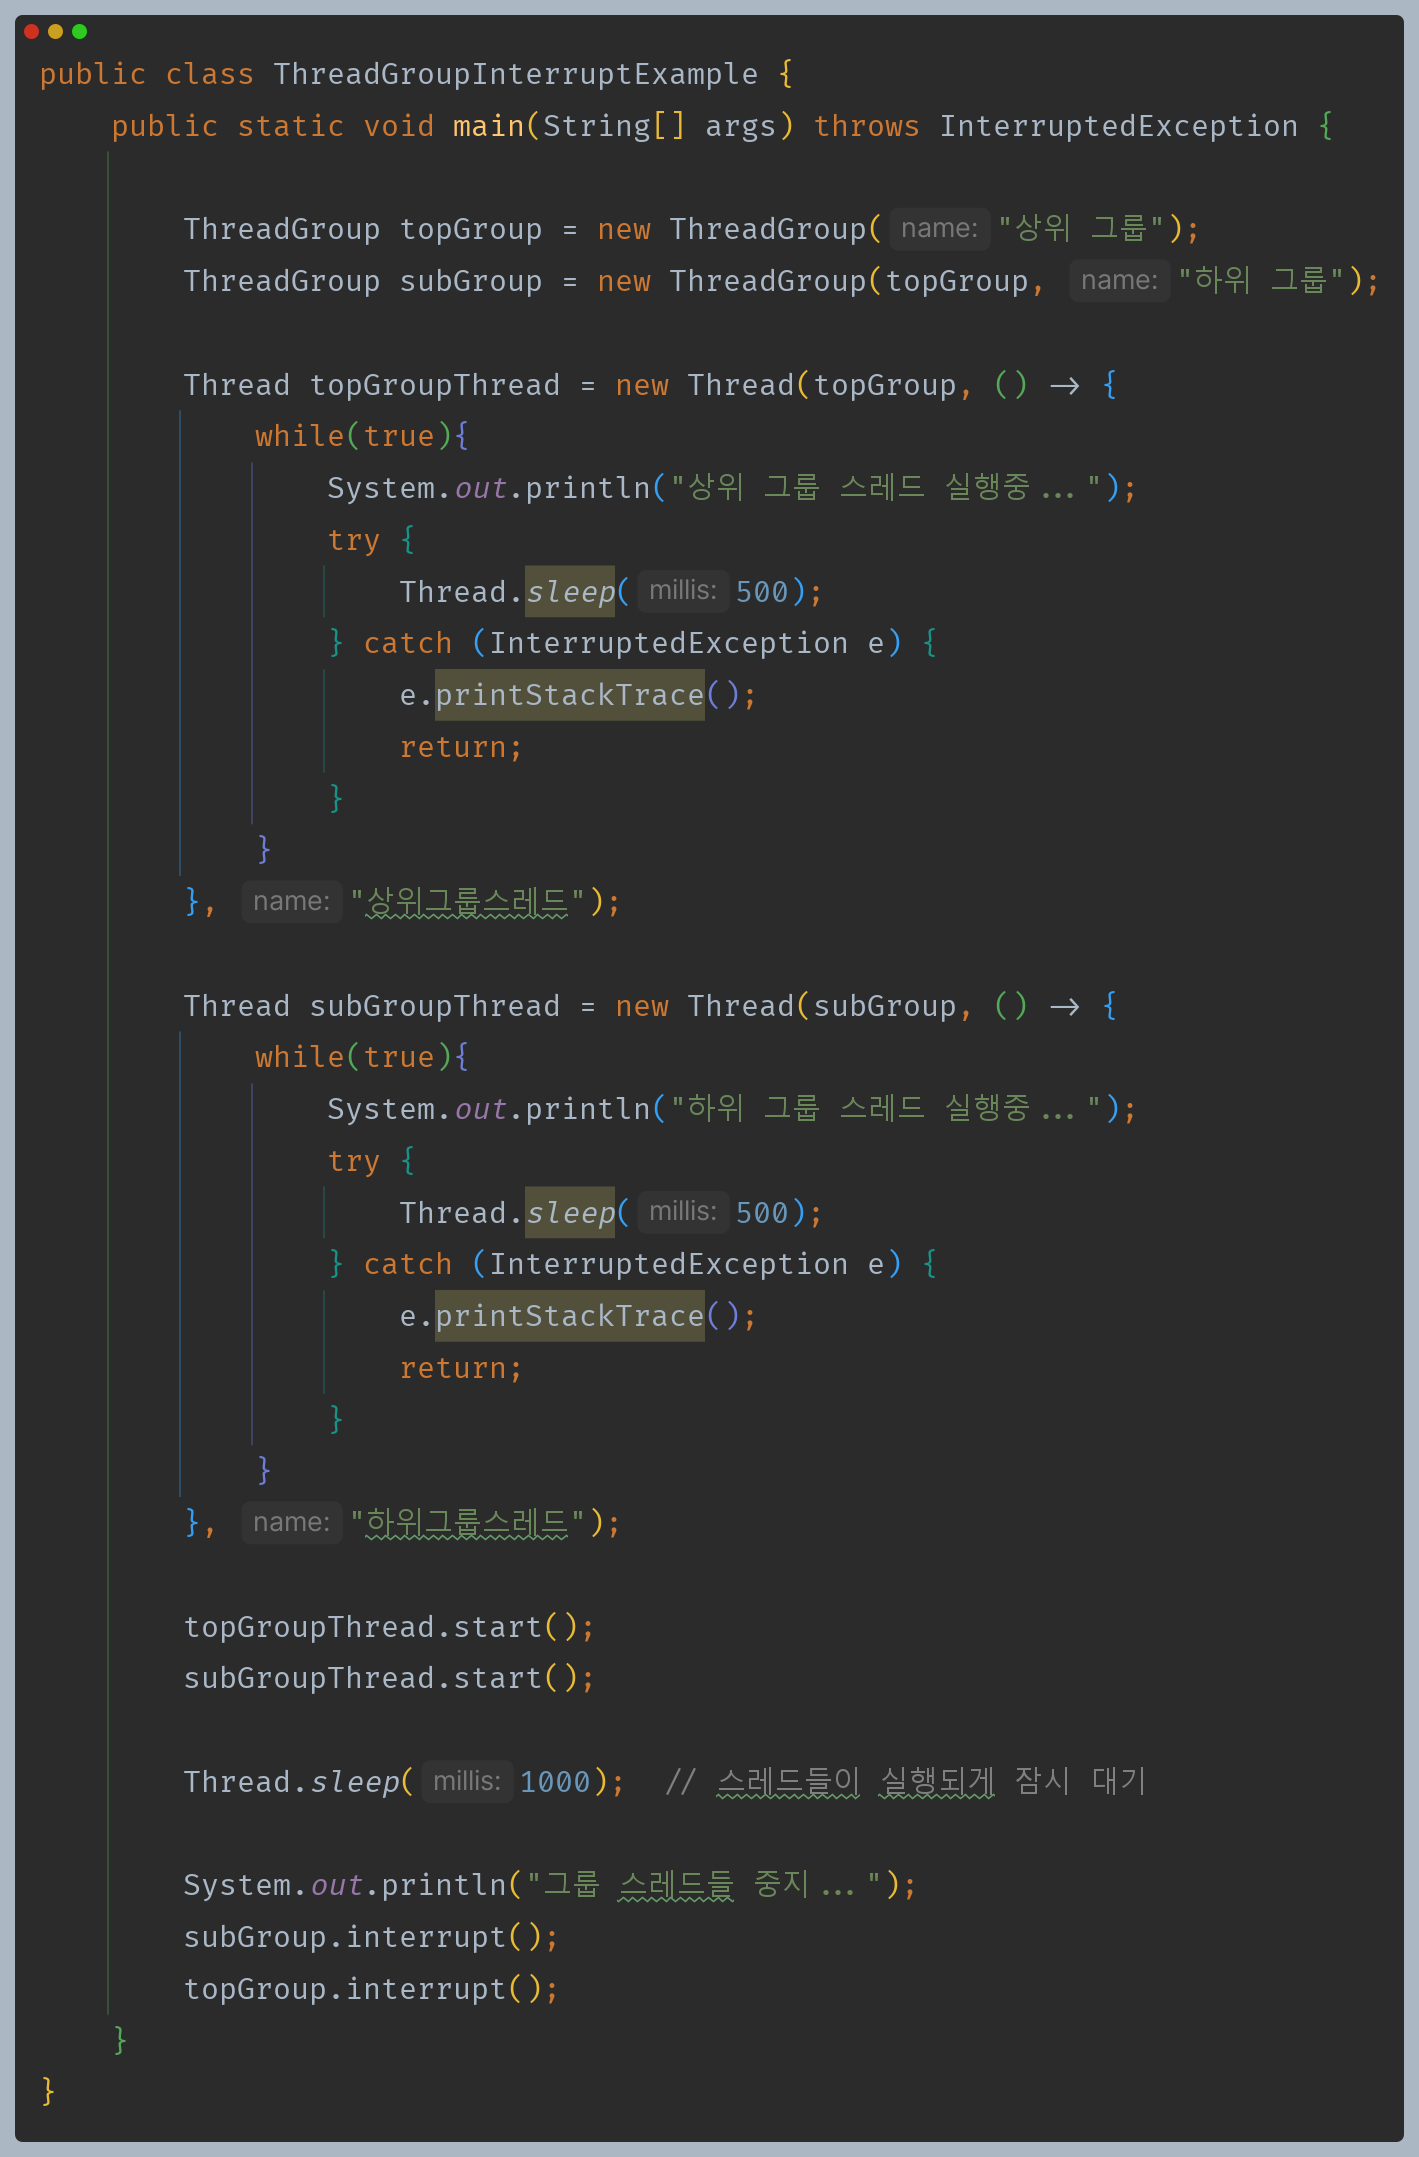 public class ThreadGroupInterruptExample {
    public static void main(String[] args) throws InterruptedException {

        ThreadGroup topGroup = new ThreadGroup( name: "상위 그룹");
        ThreadGroup subGroup = new ThreadGroup(topGroup, name: "하위 그룹");

        Thread topGroupThread = new Thread(topGroup, () -> {
            while(true){
                System.out.println("상위 그룹 스레드 실행중...");
                try {
                    Thread.sleep( millis: 500);
                } catch (InterruptedException e) {
                    e.printStackTrace();
                    return;
                }
            }
        }, name: "상위그룹스레드");

        Thread subGroupThread = new Thread(subGroup, () -> {
            while(true){
                System.out.println("하위 그룹 스레드 실행중...");
                try {
                    Thread.sleep( millis: 500);
                } catch (InterruptedException e) {
                    e.printStackTrace();
                    return;
                }
            }
        }, name: "하위그룹스레드");

        topGroupThread.start();
        subGroupThread.start();

        Thread.sleep( millis: 1000);  // 스레드들이 실행되게 잠시 대기

        System.out.println("그룹 스레드들 중지...");
        subGroup.interrupt();
        topGroup.interrupt();
    }
}